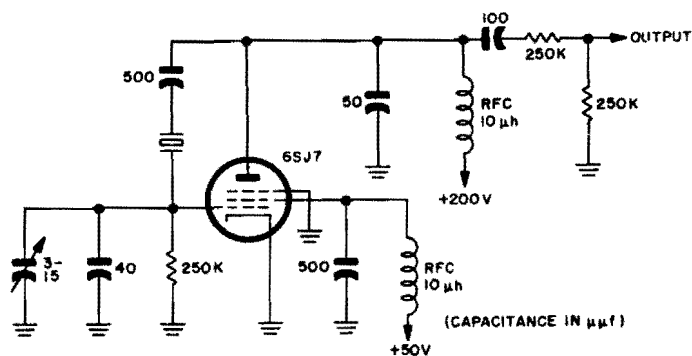 100
OUTPUT
500
250K
50
RFC
10 μh
250K
6SJ7
+200V
3-
15
40
250K
500
RFC
10 μh
(CAPACITANCE IN μμf)
+50V